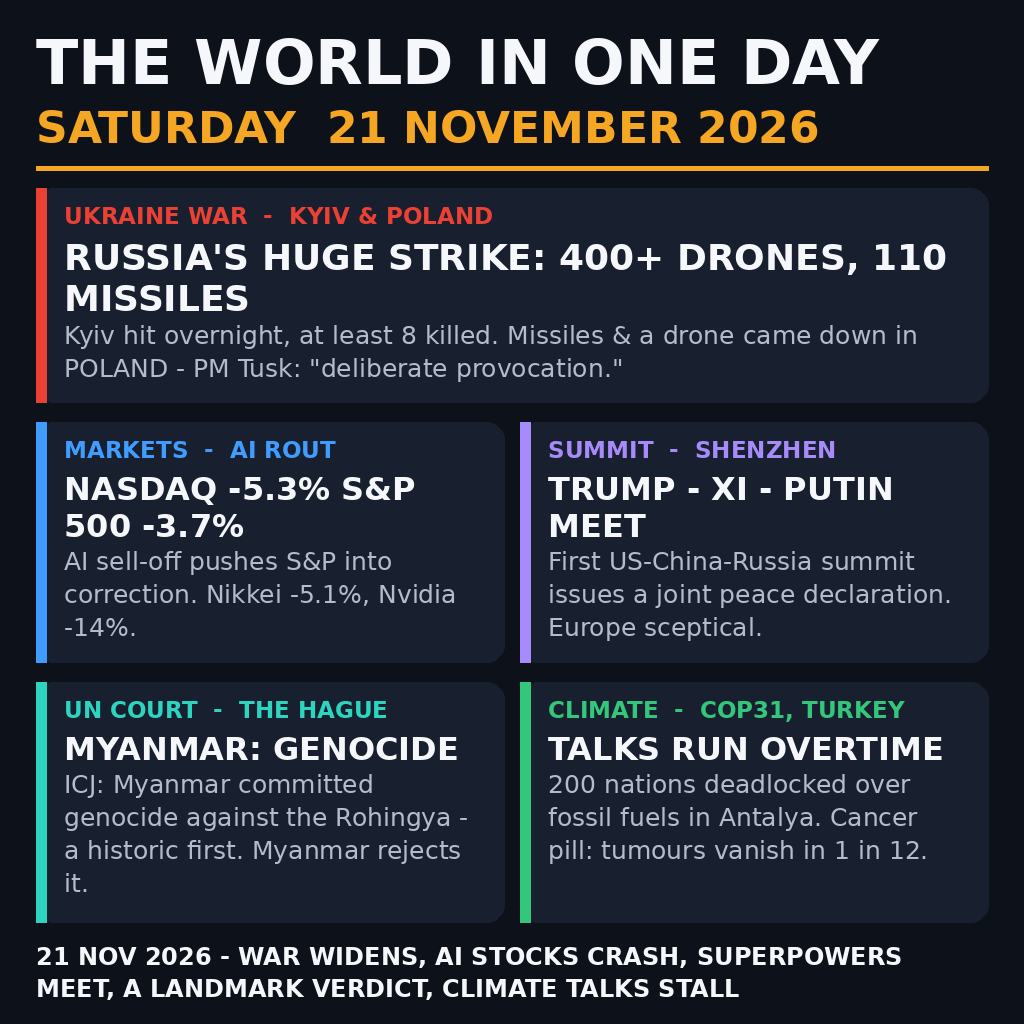 THE WORLD IN ONE DAY
SATURDAY  21 NOVEMBER 2026
UKRAINE WAR  -  KYIV & POLAND
RUSSIA'S HUGE STRIKE: 400+ DRONES, 110
MISSILES
Kyiv hit overnight, at least 8 killed. Missiles & a drone came down in
POLAND - PM Tusk: "deliberate provocation."
MARKETS  -  AI ROUT
NASDAQ -5.3% S&P
500 -3.7%
AI sell-off pushes S&P into
correction. Nikkei -5.1%, Nvidia
-14%.
SUMMIT  -  SHENZHEN
TRUMP - XI - PUTIN
MEET
First US-China-Russia summit
issues a joint peace declaration.
Europe sceptical.
UN COURT  -  THE HAGUE
MYANMAR: GENOCIDE
ICJ: Myanmar committed
genocide against the Rohingya -
a historic first. Myanmar rejects
it.
CLIMATE  -  COP31, TURKEY
TALKS RUN OVERTIME
200 nations deadlocked over
fossil fuels in Antalya. Cancer
pill: tumours vanish in 1 in 12.
21 NOV 2026 - WAR WIDENS, AI STOCKS CRASH, SUPERPOWERS
MEET, A LANDMARK VERDICT, CLIMATE TALKS STALL